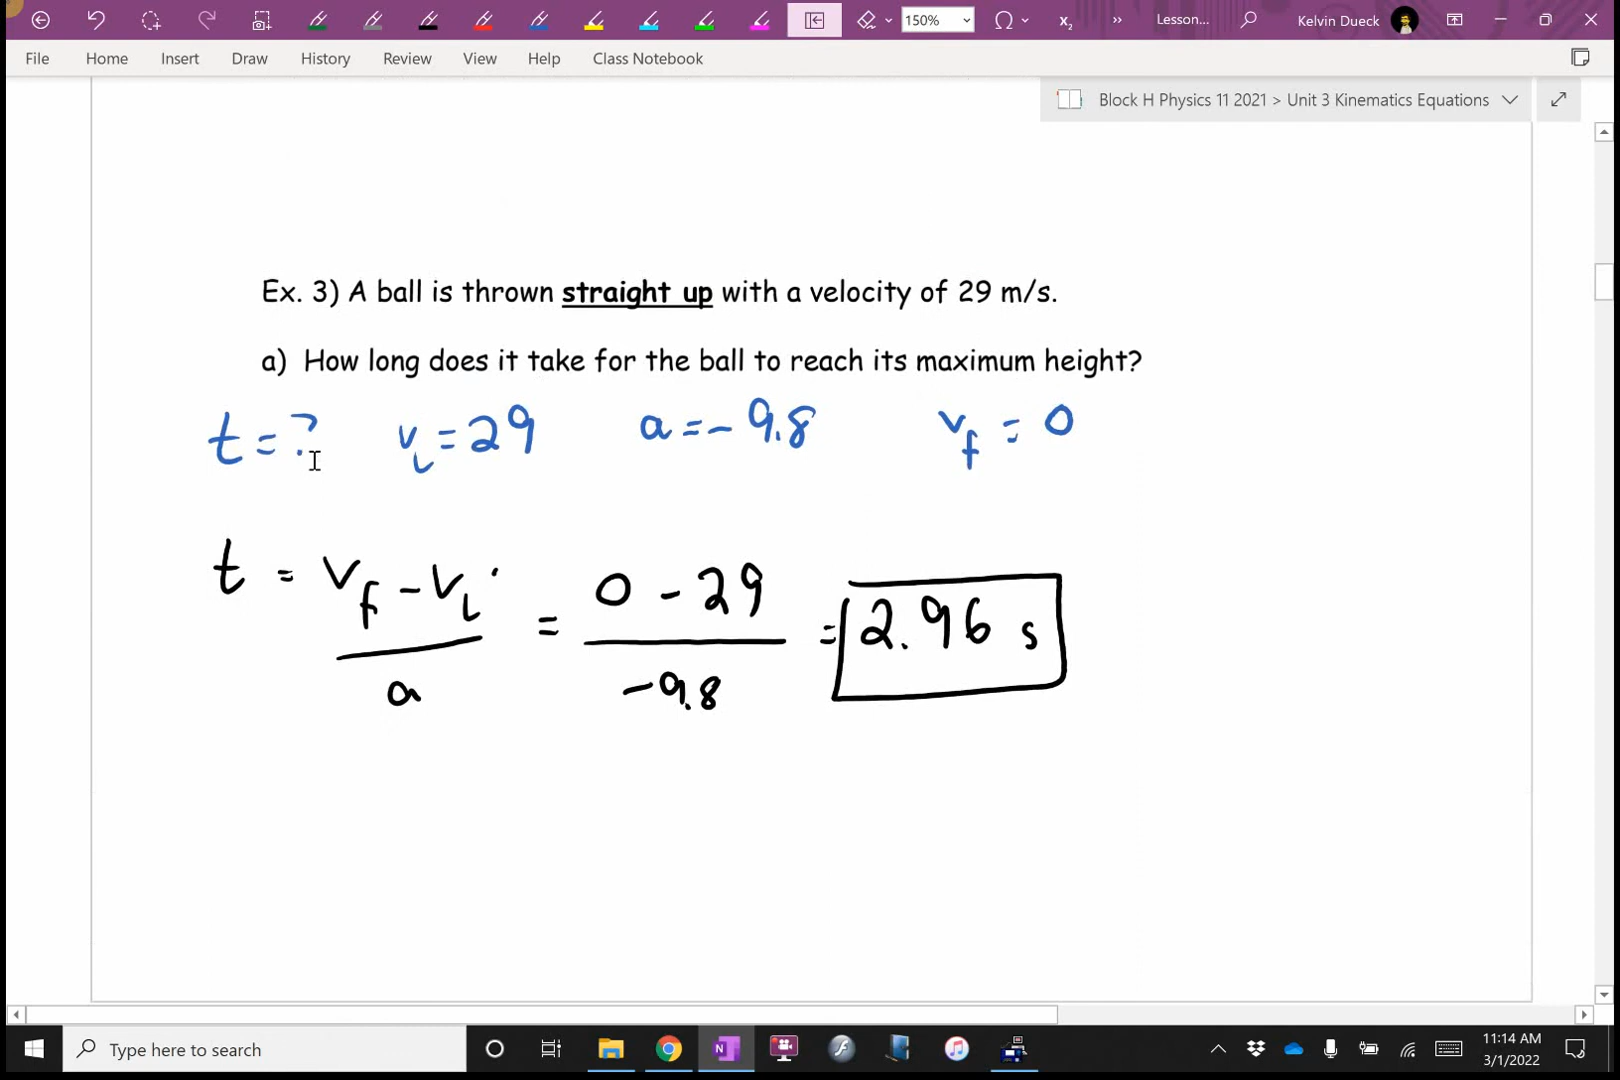 150%
Ω
x₂
»
Lesson...
Kelvin Dueck
File Home Insert Draw History Review View Help Class Notebook
Block H Physics 11 2021 > Unit 3 Kinematics Equations
Ex. 3) A ball is thrown straight up with a velocity of 29 m/s.
a) How long does it take for the ball to reach its maximum height?
t = ? vᵢ = 29 a = -9.8 v_f = 0
t = v_f - vᵢ = 0 - 29 = 2.96 s
a -9.8
Type here to search
11:14 AM
3/1/2022